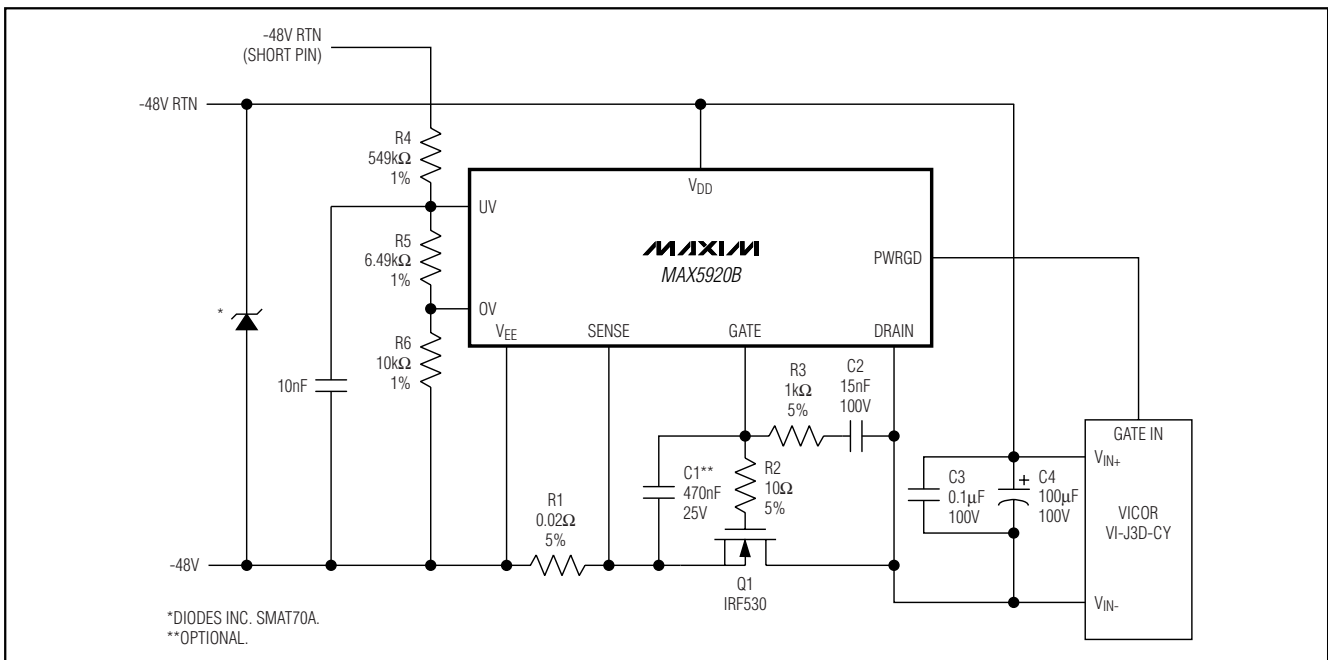 -48V RTN
(SHORT PIN)
-48V RTN
R4
549kΩ
1%
VDD
UV
R5
6.49kΩ
1%
MAXIM
MAX5920B
PWRGD
*
OV
VEE
SENSE
GATE
DRAIN
R6
10kΩ
1%
10nF
R3
1kΩ
5%
C2
15nF
100V
GATE IN
VIN+
C1**
470nF
25V
R2
10Ω
5%
C3
0.1μF
100V
+
C4
100μF
100V
VICOR
VI-J3D-CY
R1
0.02Ω
5%
-48V
Q1
IRF530
VIN-
*DIODES INC. SMAT70A.
**OPTIONAL.